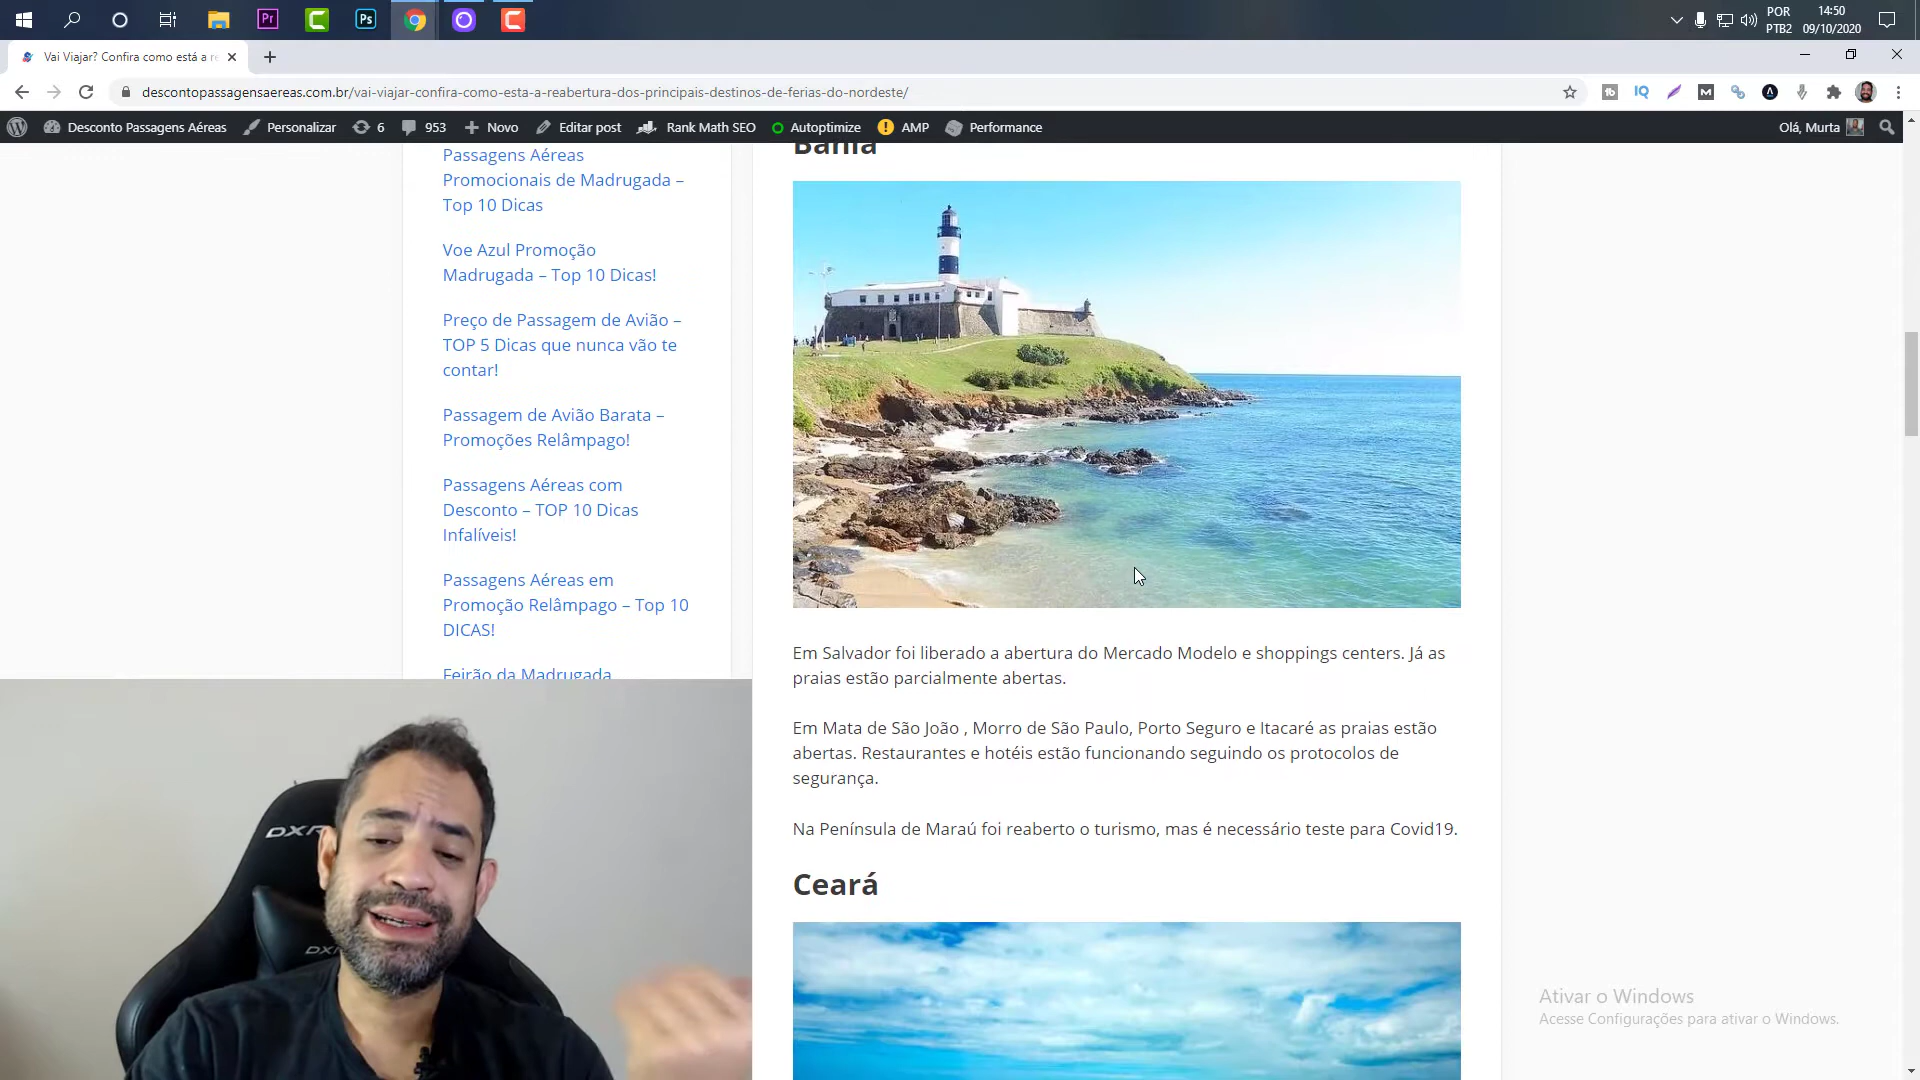 POR
PTB2
14:50
09/10/2020
Vai Viajar? Confira como está a re
descontopassagensaereas.com.br/vai-viajar-confira-como-esta-a-reabertura-dos-principais-destinos-de-ferias-do-nordeste/
Desconto Passagens Aéreas Personalizar 6 953 Novo Editar post Rank Math SEO Autoptimize AMP Performance Olá, Murta
Passagens Aéreas
Promocionais de Madrugada –
Top 10 Dicas
Voe Azul Promoção
Madrugada – Top 10 Dicas!
Preço de Passagem de Avião –
TOP 5 Dicas que nunca vão te
contar!
Passagem de Avião Barata –
Promoções Relâmpago!
Passagens Aéreas com
Desconto – TOP 10 Dicas
Infalíveis!
Passagens Aéreas em
Promoção Relâmpago – Top 10
DICAS!
Feirão da Madrugada
Bahia
Em Salvador foi liberado a abertura do Mercado Modelo e shoppings centers. Já as
praias estão parcialmente abertas.
Em Mata de São João , Morro de São Paulo, Porto Seguro e Itacaré as praias estão
abertas. Restaurantes e hotéis estão funcionando seguindo os protocolos de
segurança.
Na Península de Maraú foi reaberto o turismo, mas é necessário teste para Covid19.
Ceará
Ativar o Windows
Acesse Configurações para ativar o Windows.